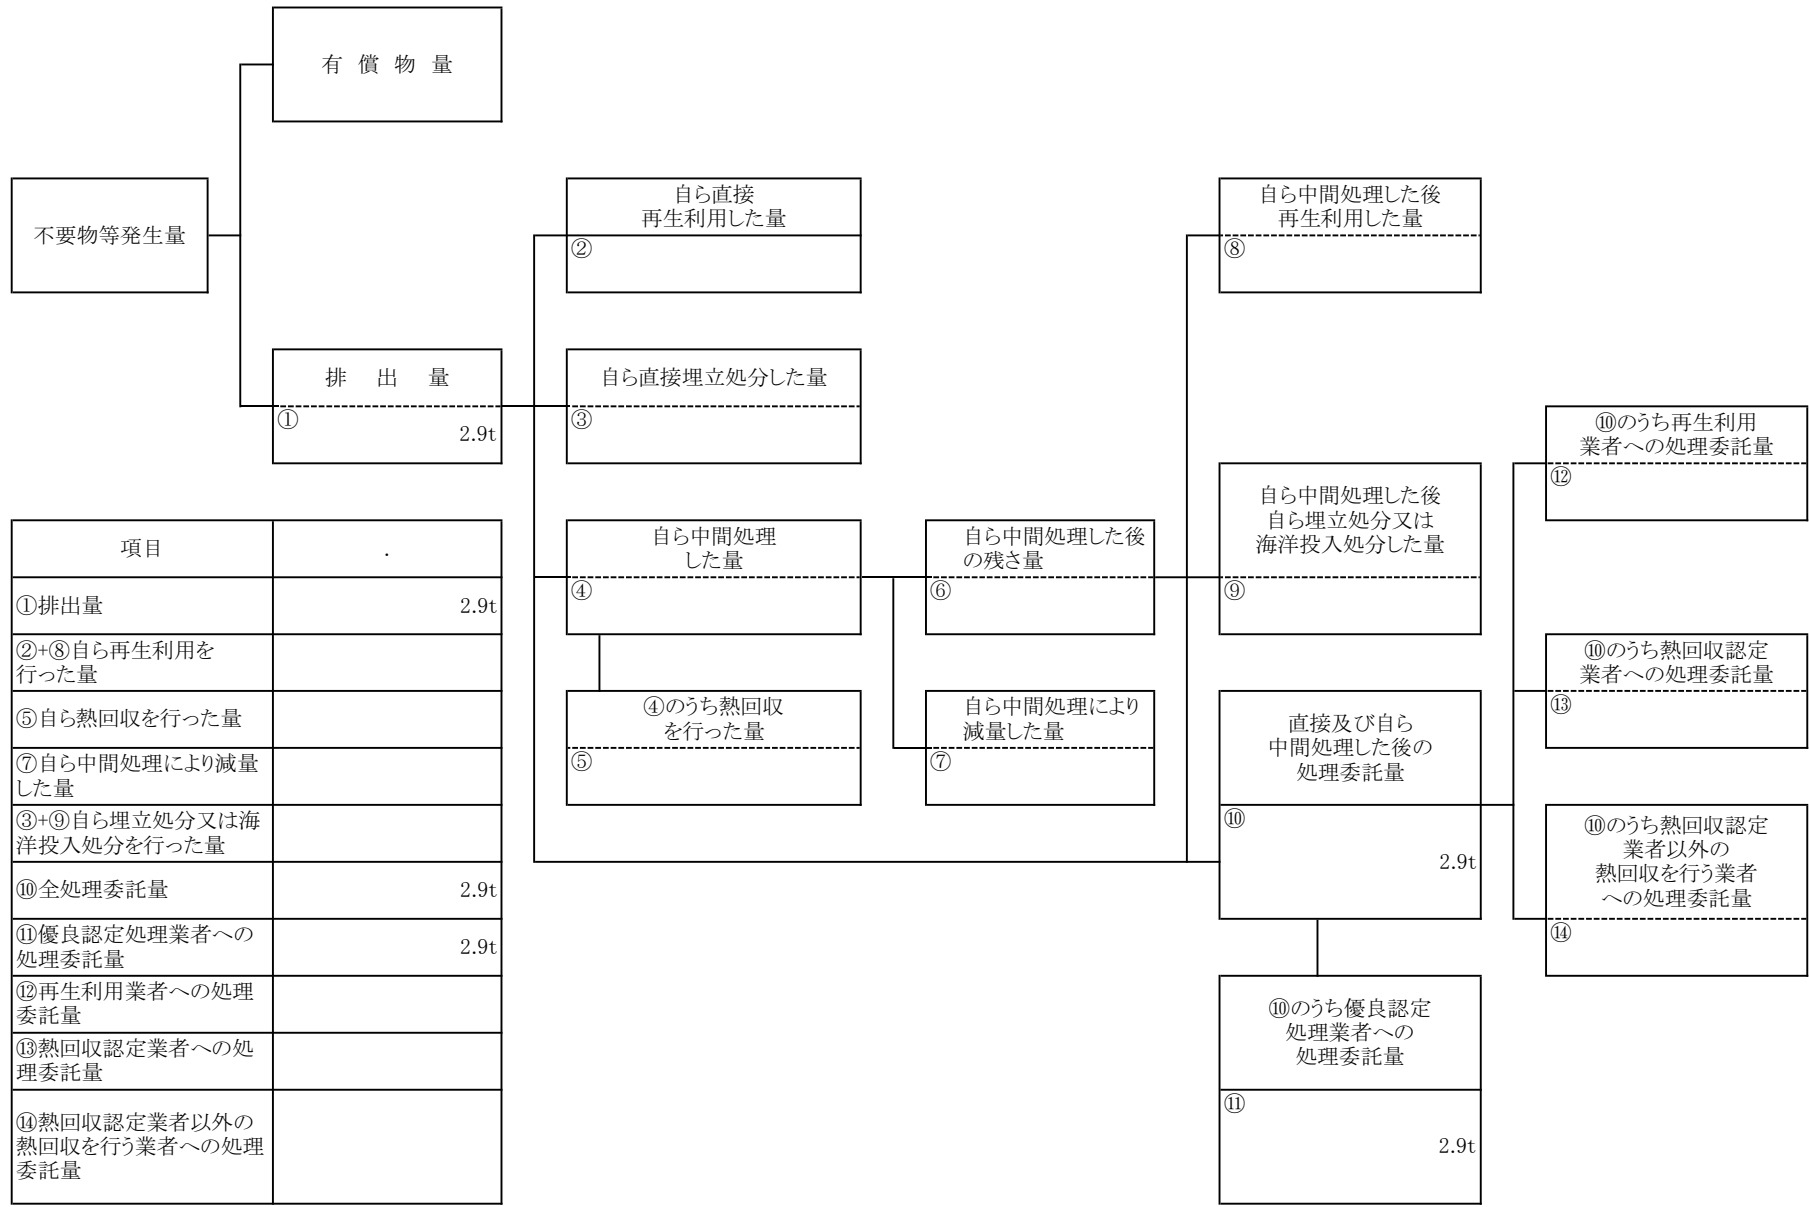 有 償 物 量
不要物等発生量
自ら直接
再生利用した量
②
自ら中間処理した後
再生利用した量
⑧
排 出 量
①
2.9t
自ら直接埋立処分した量
③
⑩のうち再生利用
業者への処理委託量
⑫
自ら中間処理した後
自ら埋立処分又は
海洋投入処分した量
⑨
自ら中間処理
した量
④
自ら中間処理した後
の残さ量
⑥
⑩のうち熱回収認定
業者への処理委託量
⑬
④のうち熱回収
を行った量
⑤
自ら中間処理により
減量した量
⑦
直接及び自ら
中間処理した後の
処理委託量
⑩
2.9t
⑩のうち熱回収認定
業者以外の
熱回収を行う業者
への処理委託量
⑭
⑩のうち優良認定
処理業者への
処理委託量
⑪
2.9t
項目 .
①排出量 2.9t
②+⑧自ら再生利用を
行った量
⑤自ら熱回収を行った量
⑦自ら中間処理により減量
した量
③+⑨自ら埋立処分又は海
洋投入処分を行った量
⑩全処理委託量 2.9t
⑪優良認定処理業者への
処理委託量 2.9t
⑫再生利用業者への処理
委託量
⑬熱回収認定業者への処
理委託量
⑭熱回収認定業者以外の
熱回収を行う業者への処理
委託量